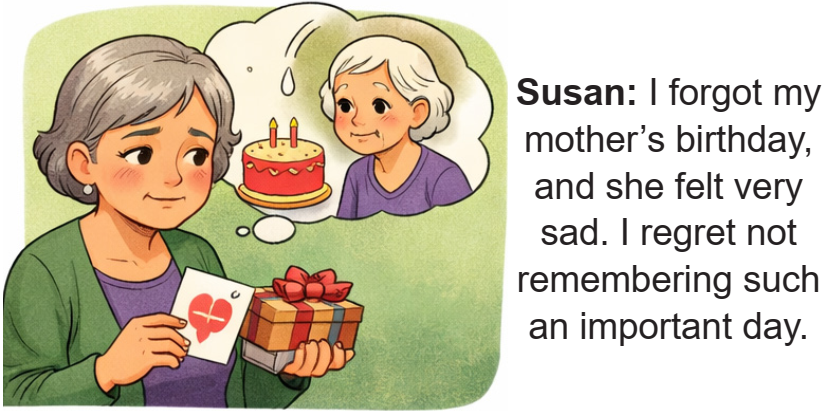 Susan: I forgot my
mother’s birthday,
and she felt very
sad. I regret not
remembering such
an important day.